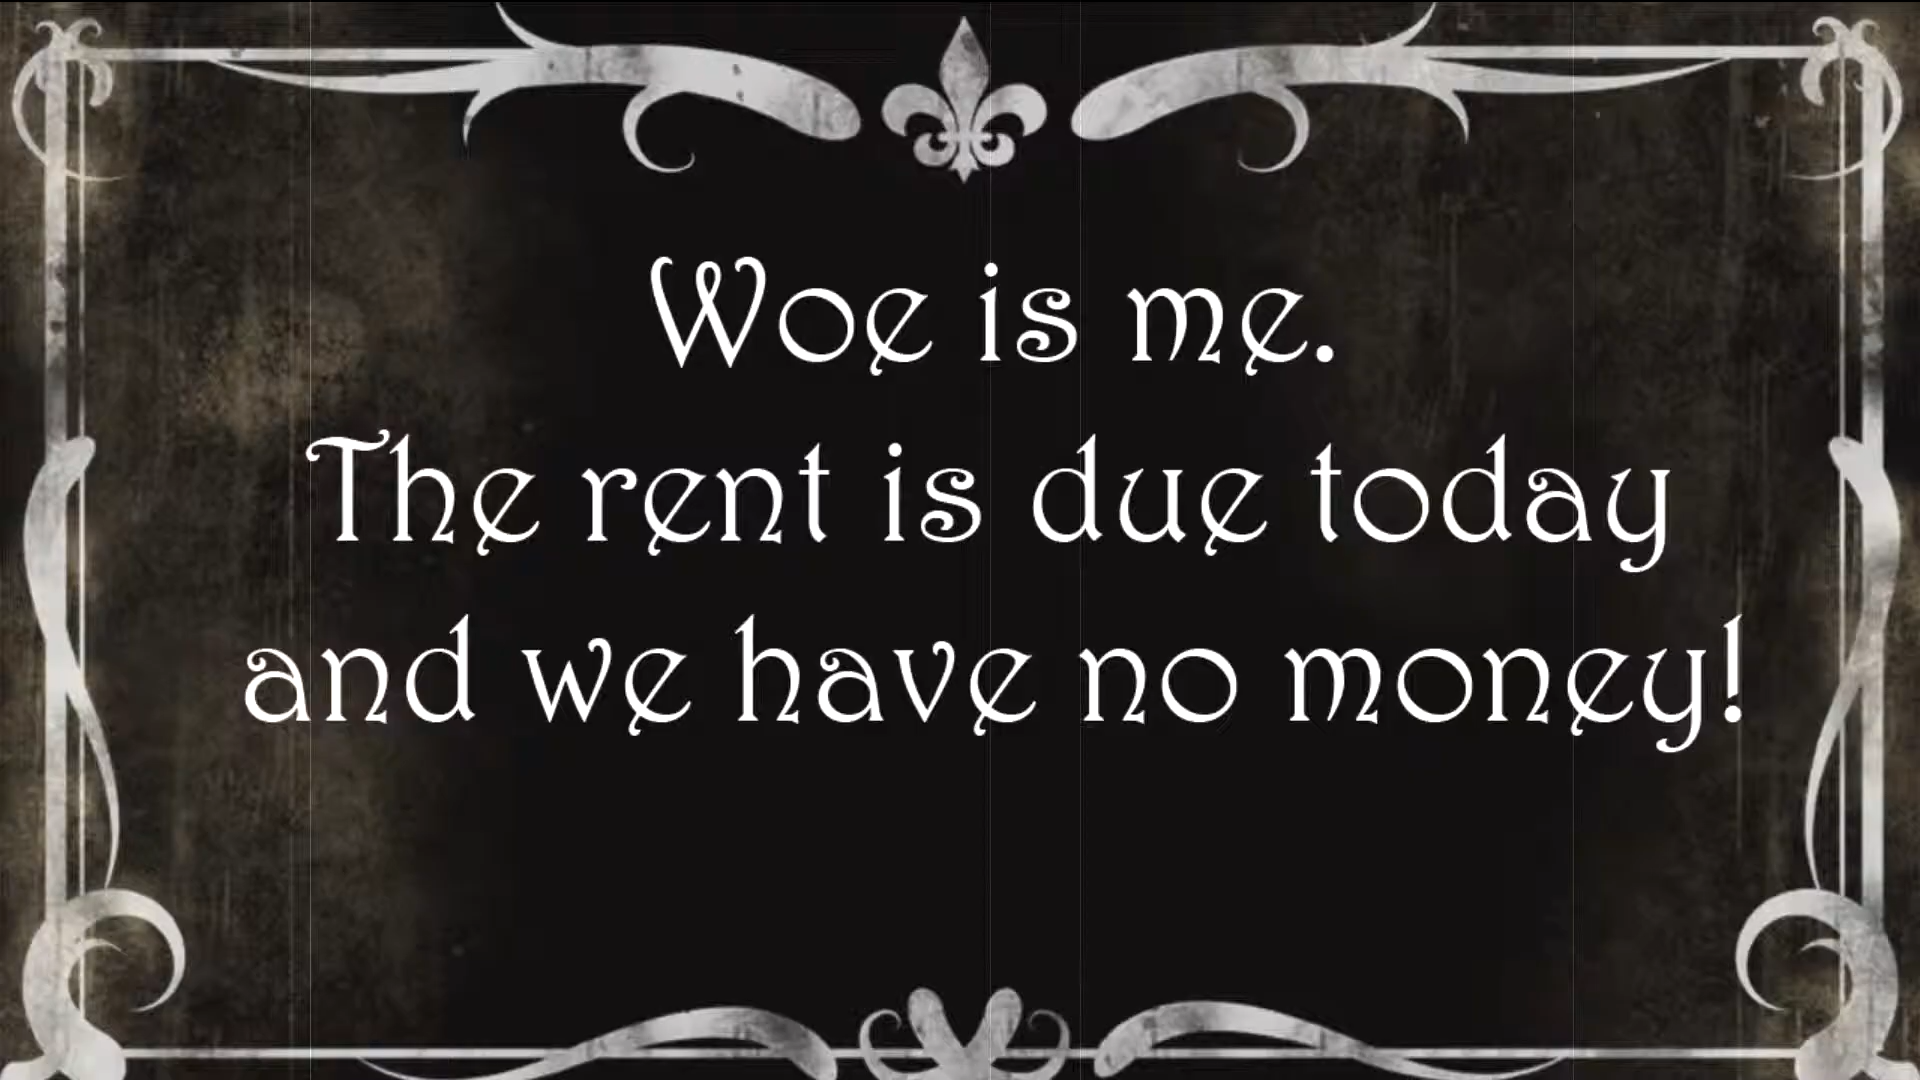 Woe is me.
The rent is due today
and we have no money!